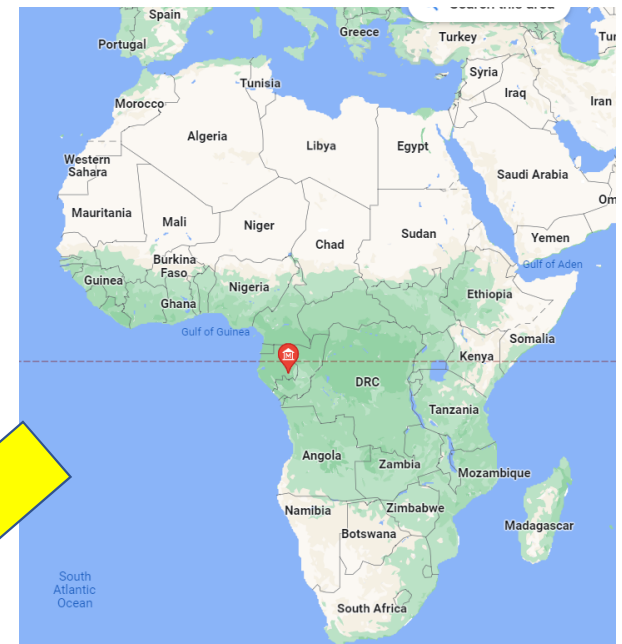 Spain
Portugal
Greece
Turkey
Tunisia
Syria
Iraq
Iran
Morocco
Algeria
Libya
Egypt
Western
Sahara
Saudi Arabia
Mauritania
Mali
Niger
Chad
Sudan
Yemen
Gulf of Aden
Burkina
Faso
Guinea
Ghana
Nigeria
Ethiopia
Gulf of Guinea
Somalia
Kenya
DRC
Tanzania
Angola
Zambia
Mozambique
Namibia
Zimbabwe
Botswana
Madagascar
South
Atlantic
Ocean
South Africa